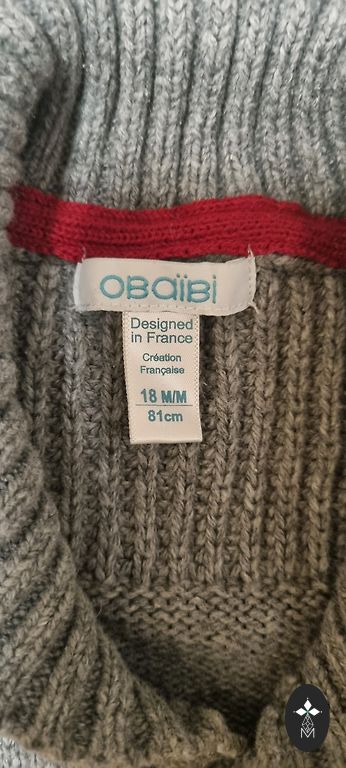 OBaïBi
Designed
in France
Création
Française
18 M/M
81cm
M